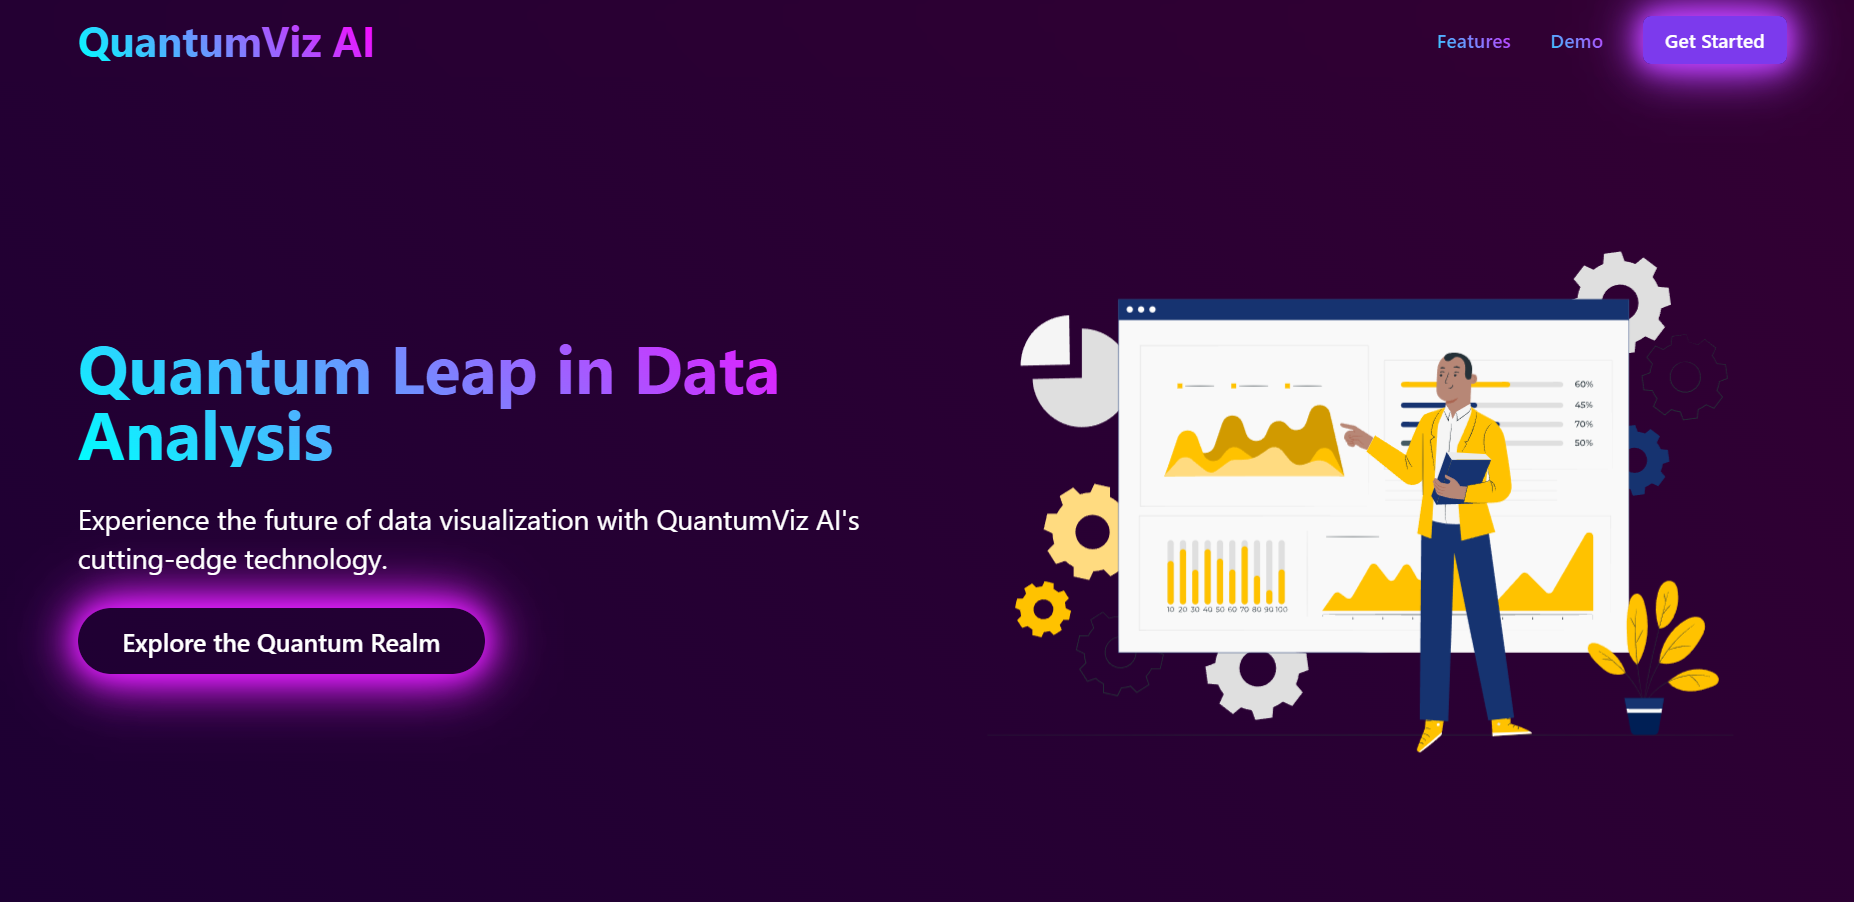 QuantumViz AI
Features
Demo
Get Started
Quantum Leap in Data
Analysis
Experience the future of data visualization with QuantumViz AI's
cutting-edge technology.
Explore the Quantum Realm
60%
45%
70%
50%
10 20 30 40 50 60 70 80 90 100